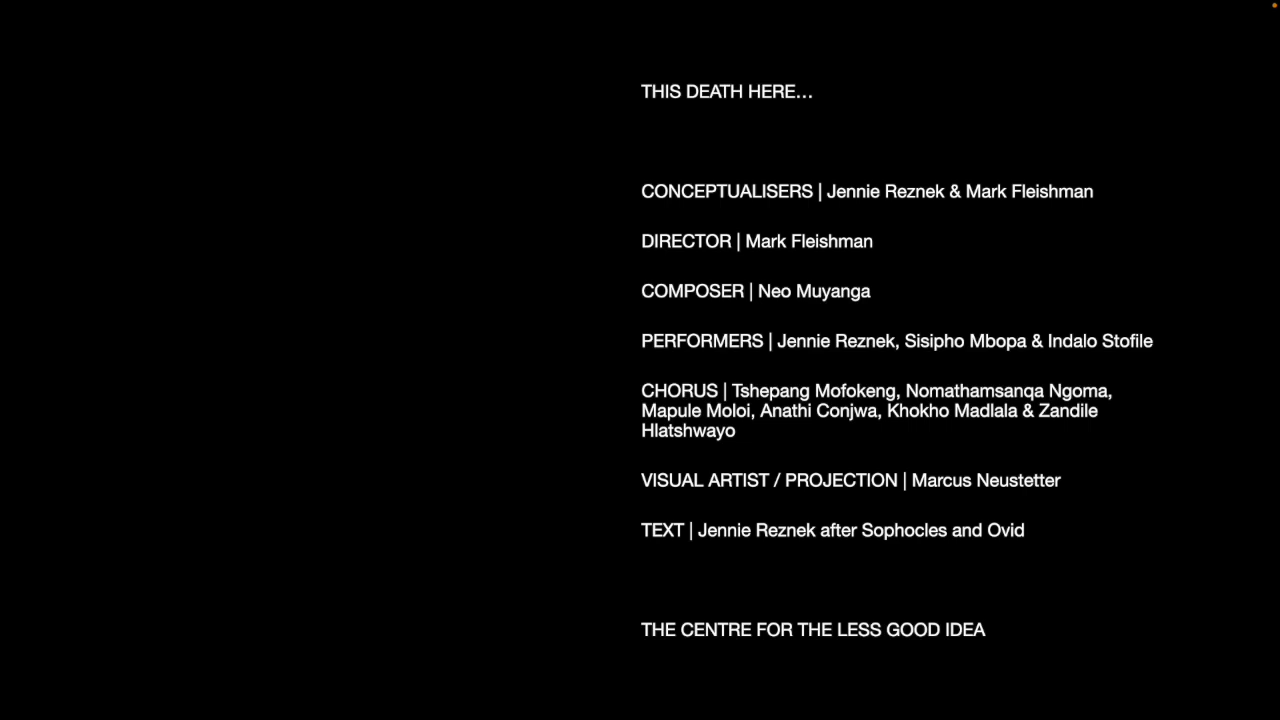 THIS DEATH HERE…
CONCEPTUALISERS | Jennie Reznek & Mark Fleishman
DIRECTOR | Mark Fleishman
COMPOSER | Neo Muyanga
PERFORMERS | Jennie Reznek, Sisipho Mbopa & Indalo Stofile
CHORUS | Tshepang Mofokeng, Nomathamsanqa Ngoma,
Mapule Moloi, Anathi Conjwa, Khokho Madlala & Zandile
Hlatshwayo
VISUAL ARTIST / PROJECTION | Marcus Neustetter
TEXT | Jennie Reznek after Sophocles and Ovid
THE CENTRE FOR THE LESS GOOD IDEA